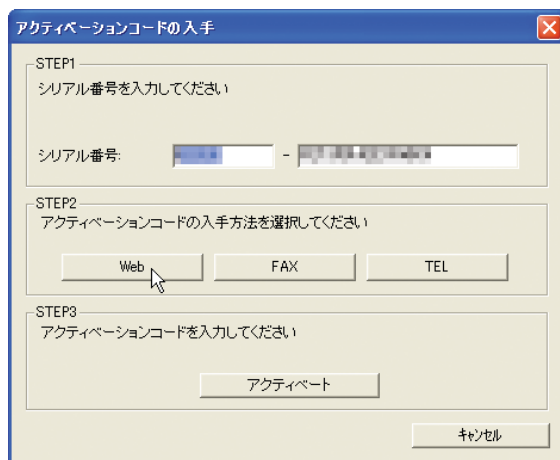 アクティベーションコードの入手
STEP1
シリアル番号を入力してください
シリアル番号: -
STEP2
アクティベーションコードの入手方法を選択してください
Web FAX TEL
STEP3
アクティベーションコードを入力してください
アクティベート
キャンセル